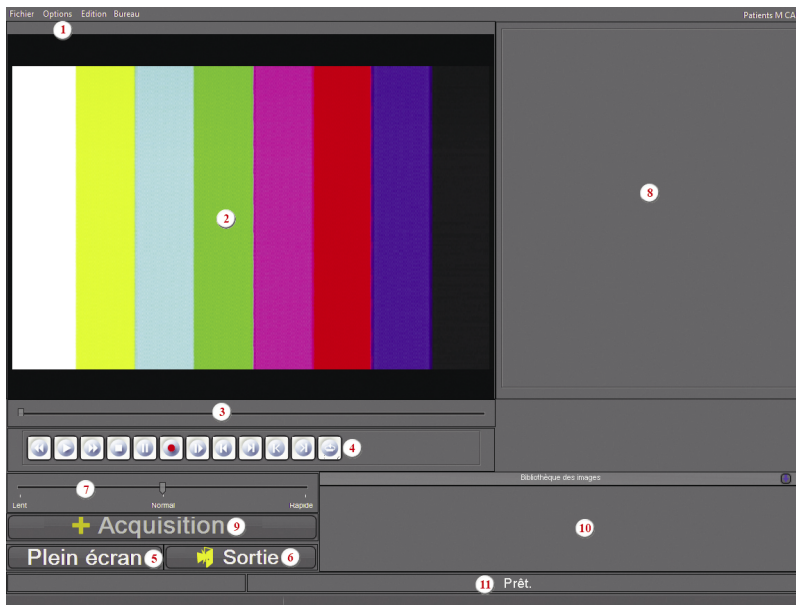 Fichier Options Edition Bureau Patients M CA
1
2
8
3
4
7
Lent Normal Rapide
Bibliothèque des images
+ Acquisition 9
10
Plein écran 5 Sortie 6
11 Prêt.